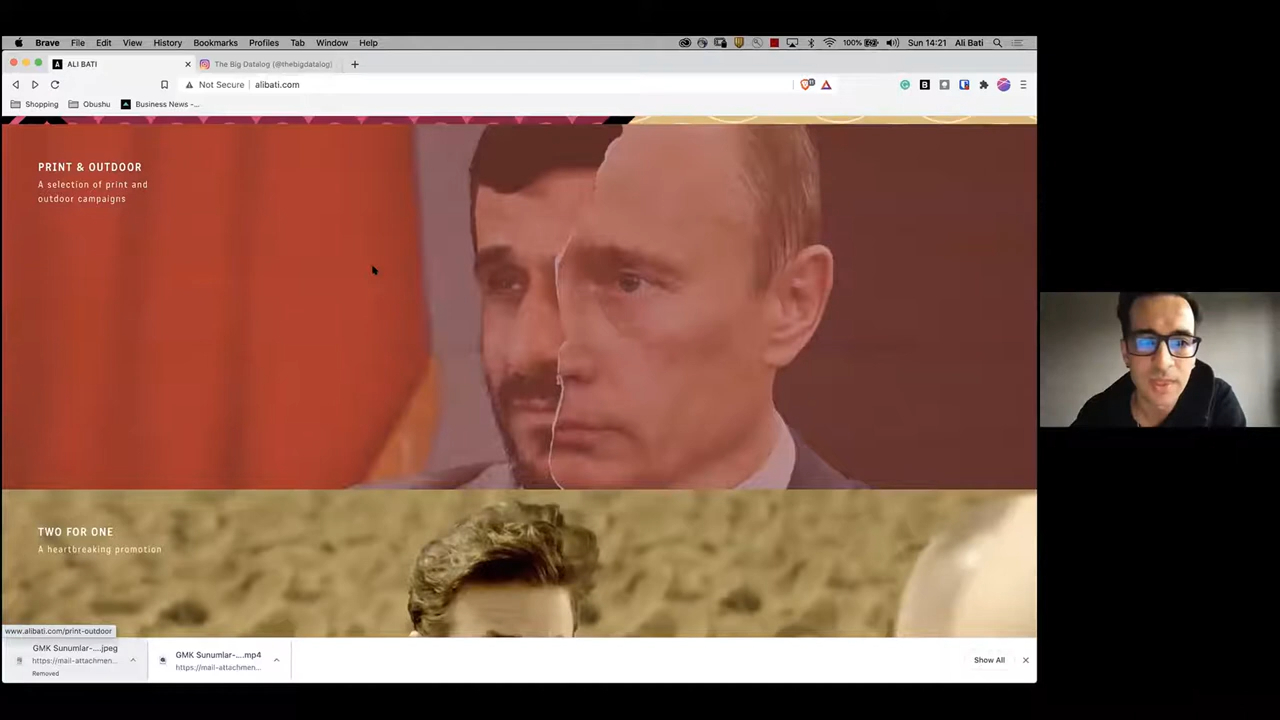 Brave File Edit View History Bookmarks Profiles Tab Window Help 100% Sun 14:21 Ali Bati
ALI BATI The Big Datalog (@thebigdatalog)
Not Secure alibati.com
Shopping Obushu Business News -...
PRINT & OUTDOOR
A selection of print and
outdoor campaigns
TWO FOR ONE
A heartbreaking promotion
www.alibati.com/print-outdoor
GMK Sunumlar-....jpeg
https://mail-attachmen...
Removed
GMK Sunumlar-....mp4
https://mail-attachmen...
Show All